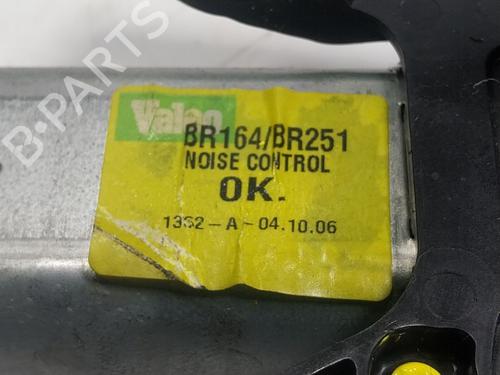 B-PARTS
Valeo
BR164/BR251
NOISE CONTROL
OK.
1332-A-04.10.06